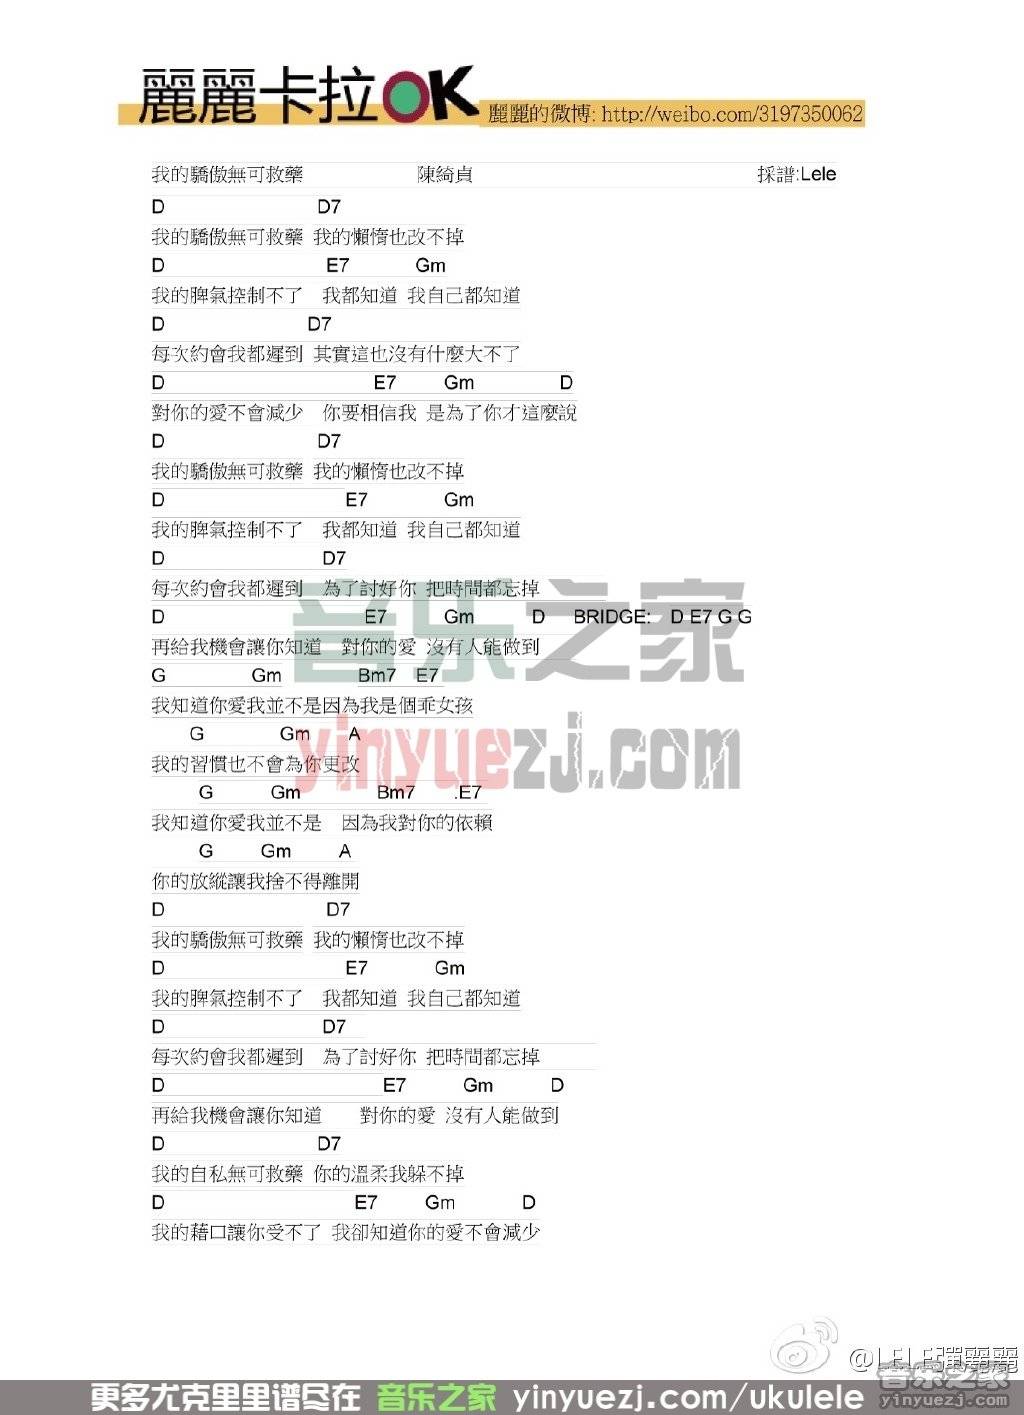 麗麗卡拉OK 麗麗的微博: http://weibo.com/3197350062
我的驕傲無可救藥 陳綺貞 採譜:Lele
D D7
我的驕傲無可救藥 我的懶惰也改不掉
D E7 Gm
我的脾氣控制不了 我都知道 我自己都知道
D D7
每次約會我都遲到 其實這也沒有什麼大不了
D E7 Gm D
對你的愛不會減少 你要相信我 是為了你才這麼說
D D7
我的驕傲無可救藥 我的懶惰也改不掉
D E7 Gm
我的脾氣控制不了 我都知道 我自己都知道
D D7
每次約會我都遲到 為了討好你 把時間都忘掉
D E7 Gm D BRIDGE: D E7 G G
再給我機會讓你知道 對你的愛 沒有人能做到
G Gm Bm7 E7
我知道你愛我並不是因為我是個乖女孩
G Gm A
我的習慣也不會為你更改
G Gm Bm7 .E7
我知道你愛我並不是 因為我對你的依賴
G Gm A
你的放縱讓我捨不得離開
D D7
我的驕傲無可救藥 我的懶惰也改不掉
D E7 Gm
我的脾氣控制不了 我都知道 我自己都知道
D D7
每次約會我都遲到 為了討好你 把時間都忘掉
D E7 Gm D
再給我機會讓你知道 對你的愛 沒有人能做到
D D7
我的自私無可救藥 你的溫柔我躲不掉
D E7 Gm D
我的藉口讓你受不了 我卻知道你的愛不會減少
音乐之家
yinyuezj.com
@LELE彈麗麗
音乐之家
yinyuezj.com
更多尤克里里谱尽在 音乐之家 yinyuezj.com/ukulele